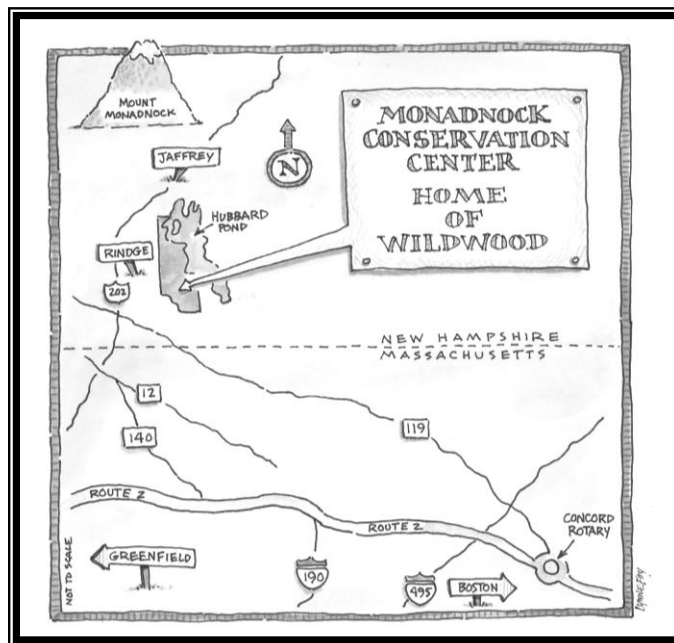 MOUNT
MONADNOCK
JAFFREY
N
MONADNOCK
CONSERVATION
CENTER
HOME
OF
WILDWOOD
HUBBARD
POND
RINDGE
202
NEW HAMPSHIRE
MASSACHUSETTS
12
140
119
ROUTE 2
ROUTE 2
CONCORD
ROTARY
NOT TO SCALE
GREENFIELD
190
495
BOSTON